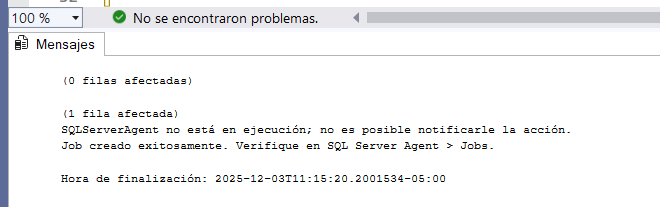 100 %
No se encontraron problemas.
Mensajes
(0 filas afectadas)
(1 fila afectada)
SQLServerAgent no está en ejecución; no es posible notificarle la acción.
Job creado exitosamente. Verifique en SQL Server Agent > Jobs.
Hora de finalización: 2025-12-03T11:15:20.2001534-05:00